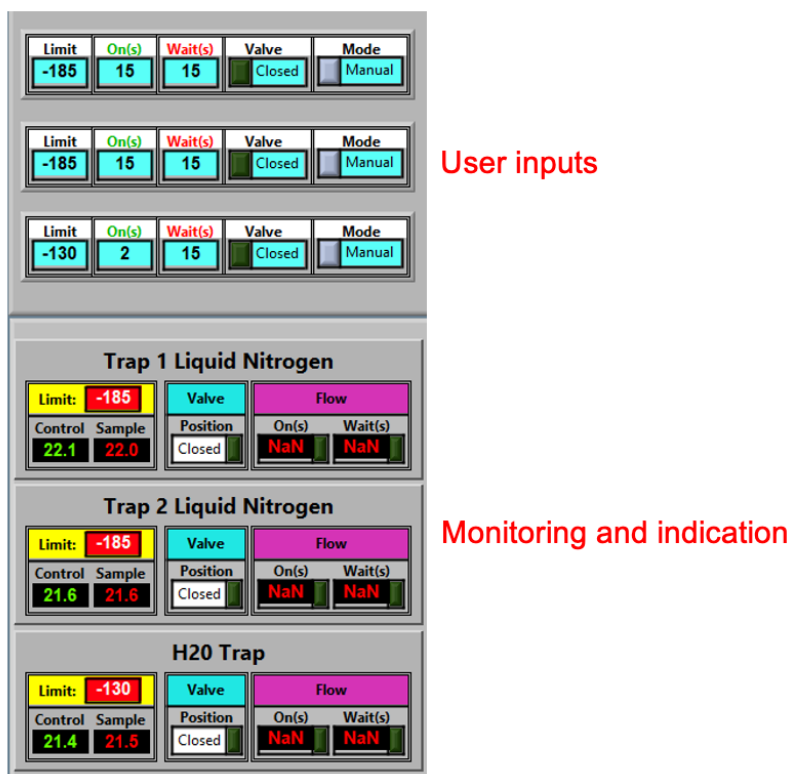 Limit On(s) Wait(s) Valve Mode
-185 15 15 Closed Manual
Limit On(s) Wait(s) Valve Mode
-185 15 15 Closed Manual
User inputs
Limit On(s) Wait(s) Valve Mode
-130 2 15 Closed Manual
Trap 1 Liquid Nitrogen
Limit: -185 Valve Flow
Control Sample Position On(s) Wait(s)
22.1 22.0 Closed NaN NaN
Trap 2 Liquid Nitrogen
Limit: -185 Valve Flow
Monitoring and indication
Control Sample Position On(s) Wait(s)
21.6 21.6 Closed NaN NaN
H20 Trap
Limit: -130 Valve Flow
Control Sample Position On(s) Wait(s)
21.4 21.5 Closed NaN NaN